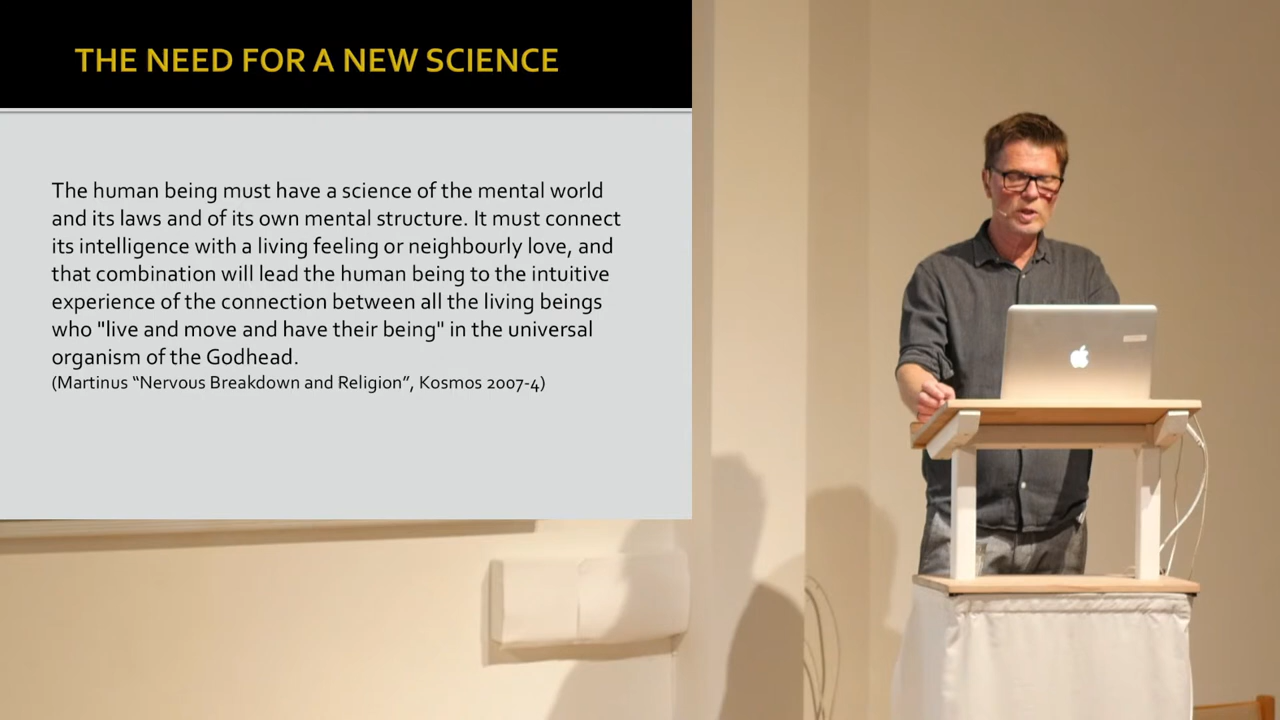 THE NEED FOR A NEW SCIENCE
The human being must have a science of the mental world
and its laws and of its own mental structure. It must connect
its intelligence with a living feeling or neighbourly love, and
that combination will lead the human being to the intuitive
experience of the connection between all the living beings
who "live and move and have their being" in the universal
organism of the Godhead.
(Martinus “Nervous Breakdown and Religion”, Kosmos 2007-4)